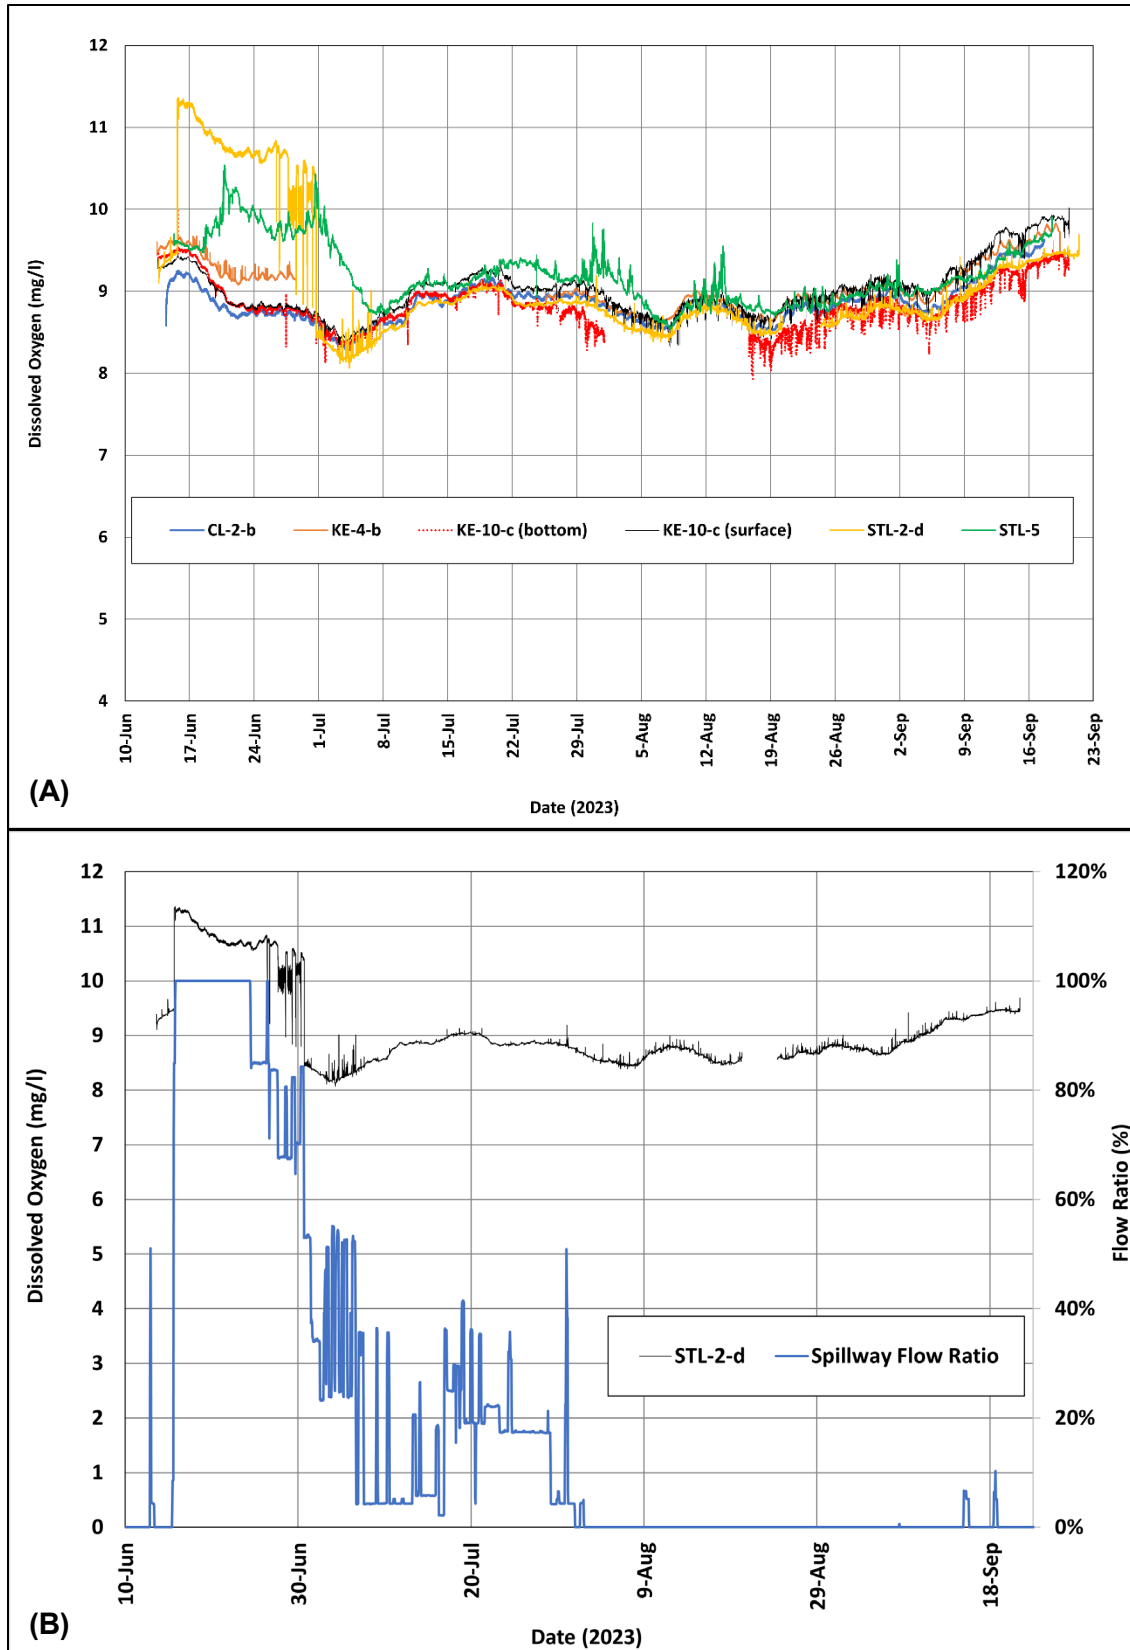 12
11
10
9
8
7
6
5
4
Dissolved Oxygen (mg/l)
CL-2-b KE-4-b KE-10-c (bottom) KE-10-c (surface) STL-2-d STL-5
10-Jun 17-Jun 24-Jun 1-Jul 8-Jul 15-Jul 22-Jul 29-Jul 5-Aug 12-Aug 19-Aug 26-Aug 2-Sep 9-Sep 16-Sep 23-Sep
(A)
Date (2023)
12 120%
11
10 100%
9
8 80%
7
6 60%
5
4 40%
3
2 20%
1
0 0%
Dissolved Oxygen (mg/l)
Flow Ratio (%)
STL-2-d Spillway Flow Ratio
10-Jun 30-Jun 20-Jul 9-Aug 29-Aug 18-Sep
(B)
Date (2023)